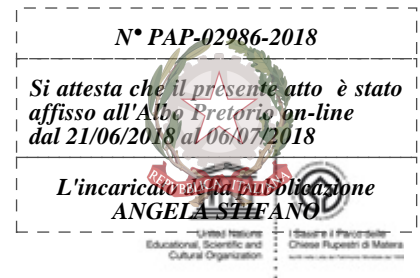 N° PAP-02986-2018
Si attesta che il presente atto è stato
affisso all'Albo Pretorio on-line
dal 21/06/2018 al 06/07/2018
L'incaricato della pubblicazione
ANGELA STIFANO
United Nations
Educational, Scientific and
Cultural Organization
I Sassi e il Parco delle
Chiese Rupestri di Matera